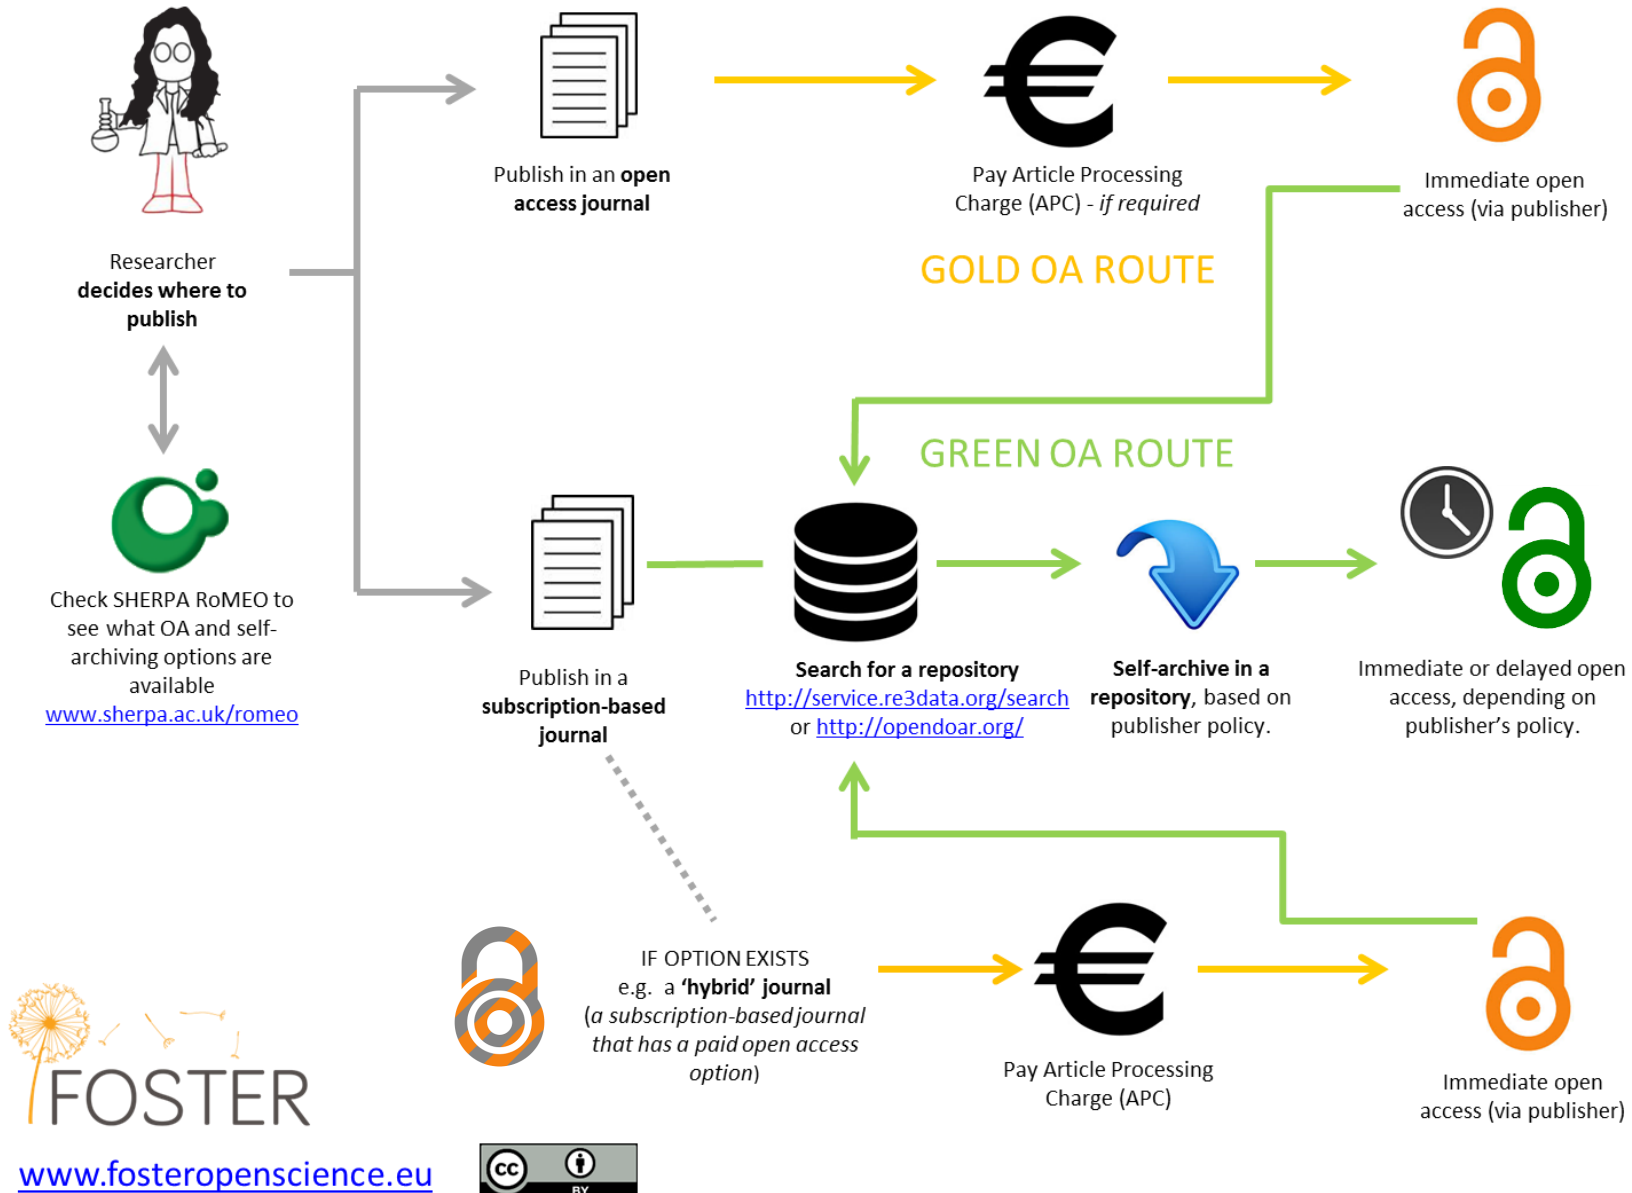 Researcher
decides where to
publish
Check SHERPA RoMEO to
see what OA and self-
archiving options are
available
www.sherpa.ac.uk/romeo
Publish in an open
access journal
Pay Article Processing
Charge (APC) - if required
Immediate open
access (via publisher)
GOLD OA ROUTE
GREEN OA ROUTE
Publish in a
subscription-based
journal
Search for a repository
http://service.re3data.org/search
or http://opendoar.org/
Self-archive in a
repository, based on
publisher policy.
Immediate or delayed open
access, depending on
publisher’s policy.
IF OPTION EXISTS
e.g. a ‘hybrid’ journal
(a subscription-based journal
that has a paid open access
option)
Pay Article Processing
Charge (APC)
Immediate open
access (via publisher)
FOSTER
www.fosteropenscience.eu
cc
BY